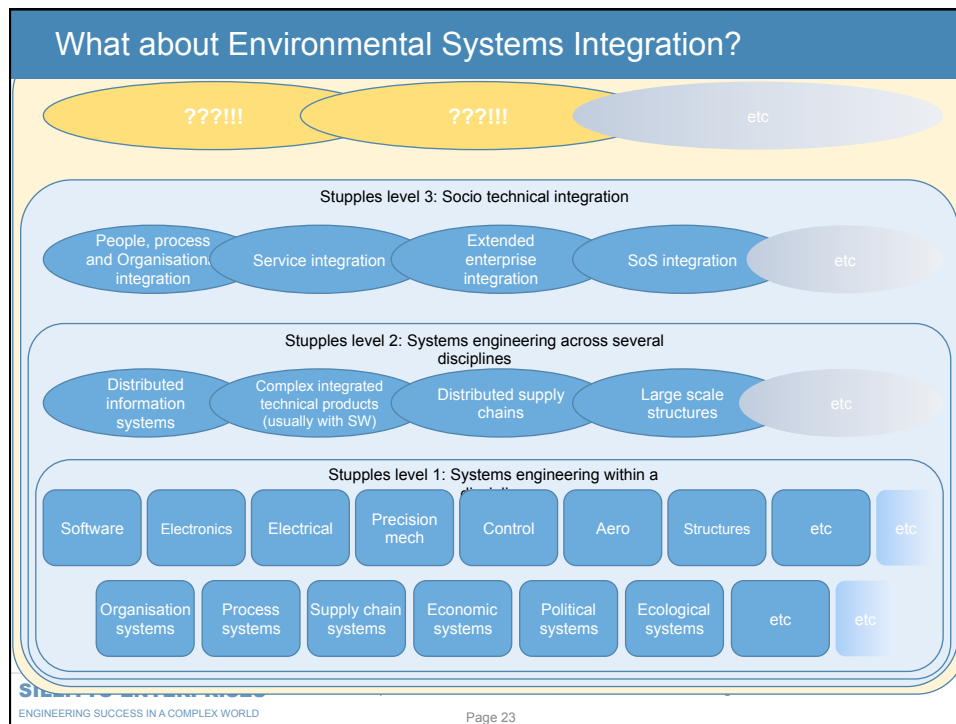 What about Environmental Systems Integration?
???!!!
???!!!
etc
Stupples level 3: Socio technical integration
People, process
and Organisational
integration
Service integration
Extended
enterprise
integration
SoS integration
etc
Stupples level 2: Systems engineering across several
disciplines
Distributed
information
systems
Complex integrated
technical products
(usually with SW)
Distributed supply
chains
Large scale
structures
etc
Stupples level 1: Systems engineering within a
Software
Electronics
Electrical
Precision
mech
Control
Aero
Structures
etc
etc
Organisation
systems
Process
systems
Supply chain
systems
Economic
systems
Political
systems
Ecological
systems
etc
etc
ENGINEERING SUCCESS IN A COMPLEX WORLD
Page 23